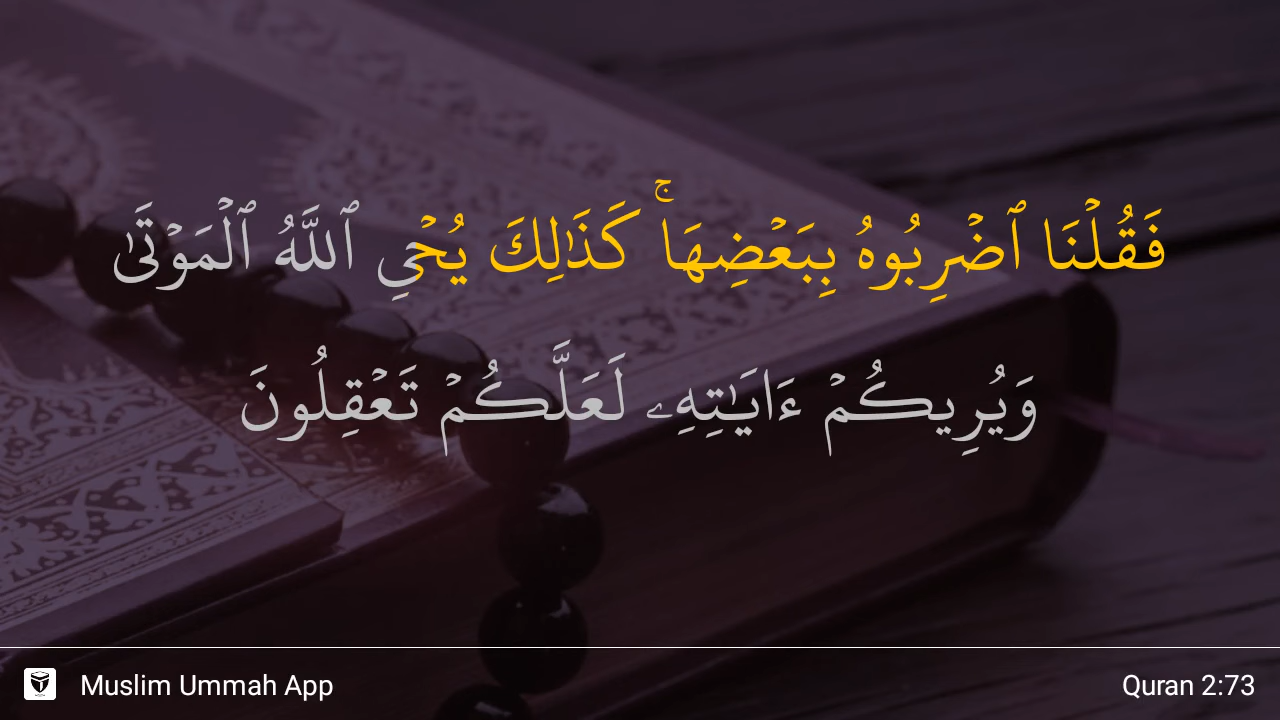 فَقُلْنَا ٱضْرِبُوهُ بِبَعْضِهَا ۚ كَذَٰلِكَ يُحْىِ ٱللَّهُ ٱلْمَوْتَىٰ
وَيُرِيكُمْ ءَايَـٰتِهِۦ لَعَلَّكُمْ تَعْقِلُونَ
Muslim Ummah App
Quran 2:73